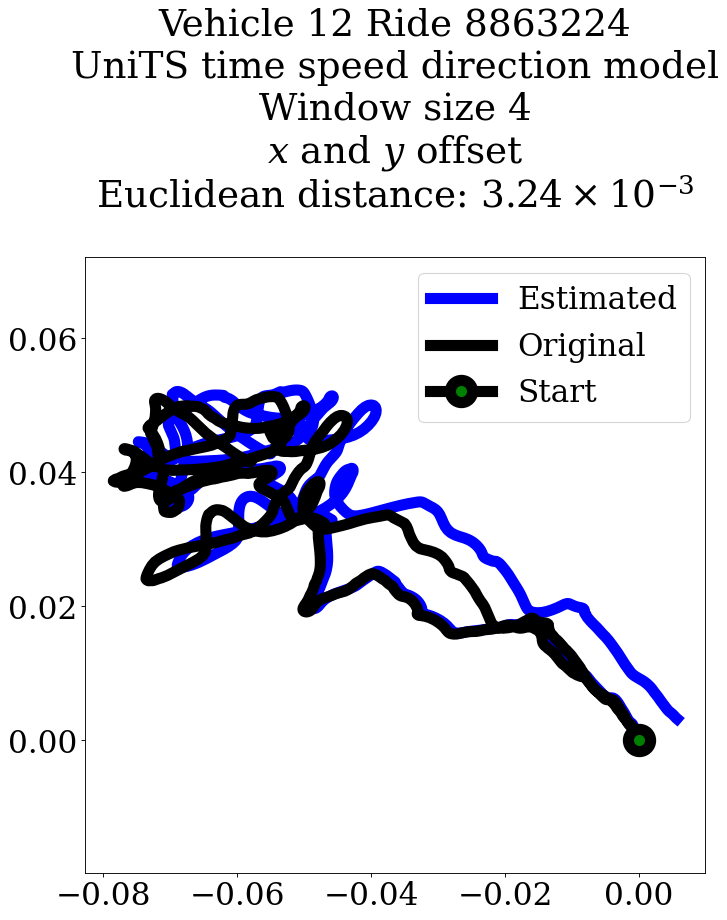 Vehicle 12 Ride 8863224
UniTS time speed direction model
Window size 4
x and y offset
Euclidean distance: 3.24 × 10⁻³
Estimated
Original
Start
0.06
0.04
0.02
0.00
−0.08 −0.06 −0.04 −0.02 0.00